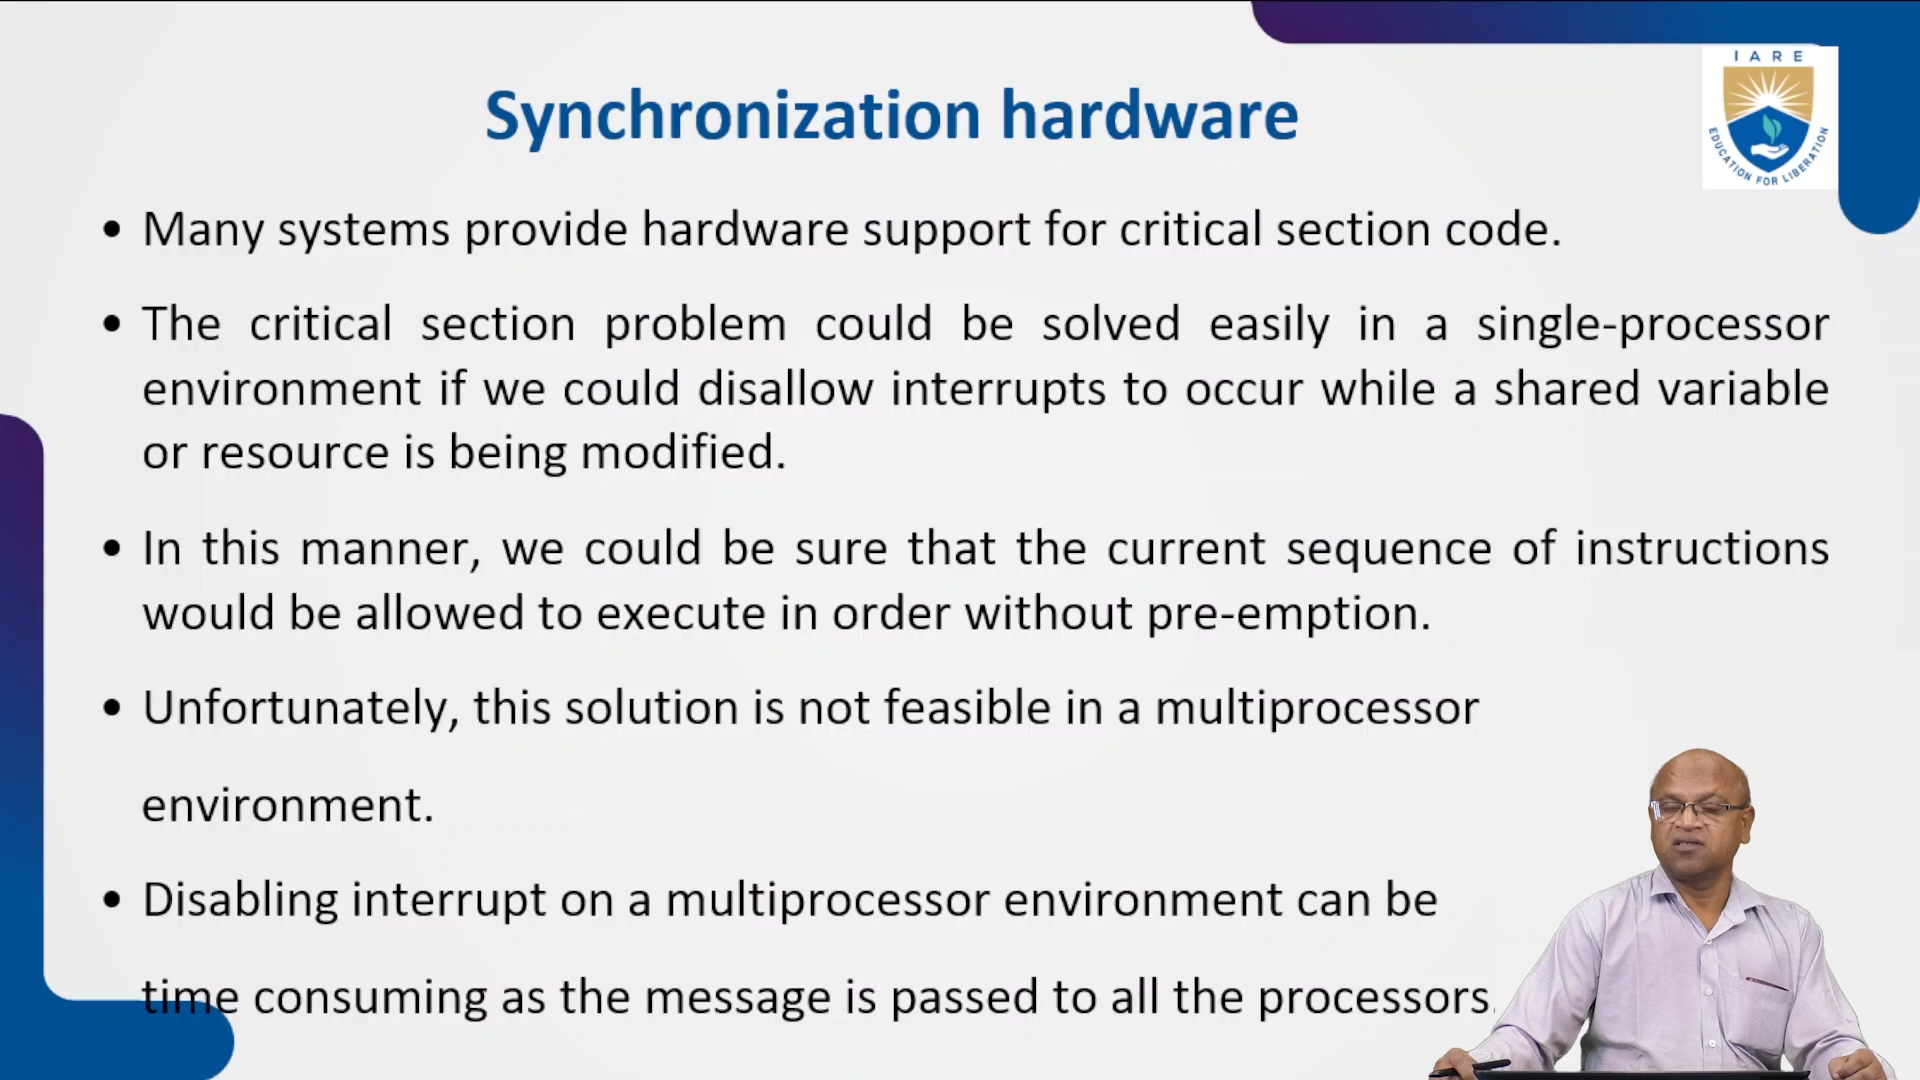 IARE
EDUCATION FOR LIBERATION
Synchronization hardware
• Many systems provide hardware support for critical section code.
• The critical section problem could be solved easily in a single-processor
environment if we could disallow interrupts to occur while a shared variable
or resource is being modified.
• In this manner, we could be sure that the current sequence of instructions
would be allowed to execute in order without pre-emption.
• Unfortunately, this solution is not feasible in a multiprocessor
environment.
• Disabling interrupt on a multiprocessor environment can be
time consuming as the message is passed to all the processors.